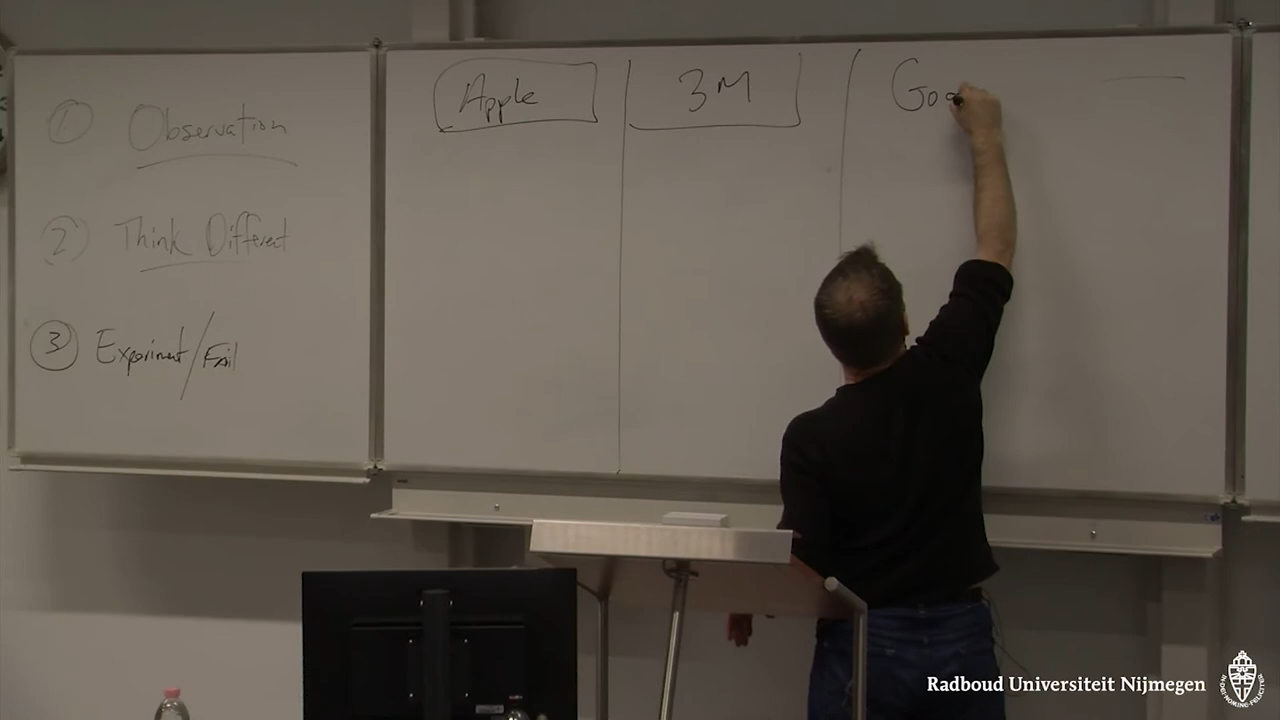 1 Observation
2 Think Different
3 Experiment/Fail
Apple
3M
Goo
Radboud Universiteit Nijmegen